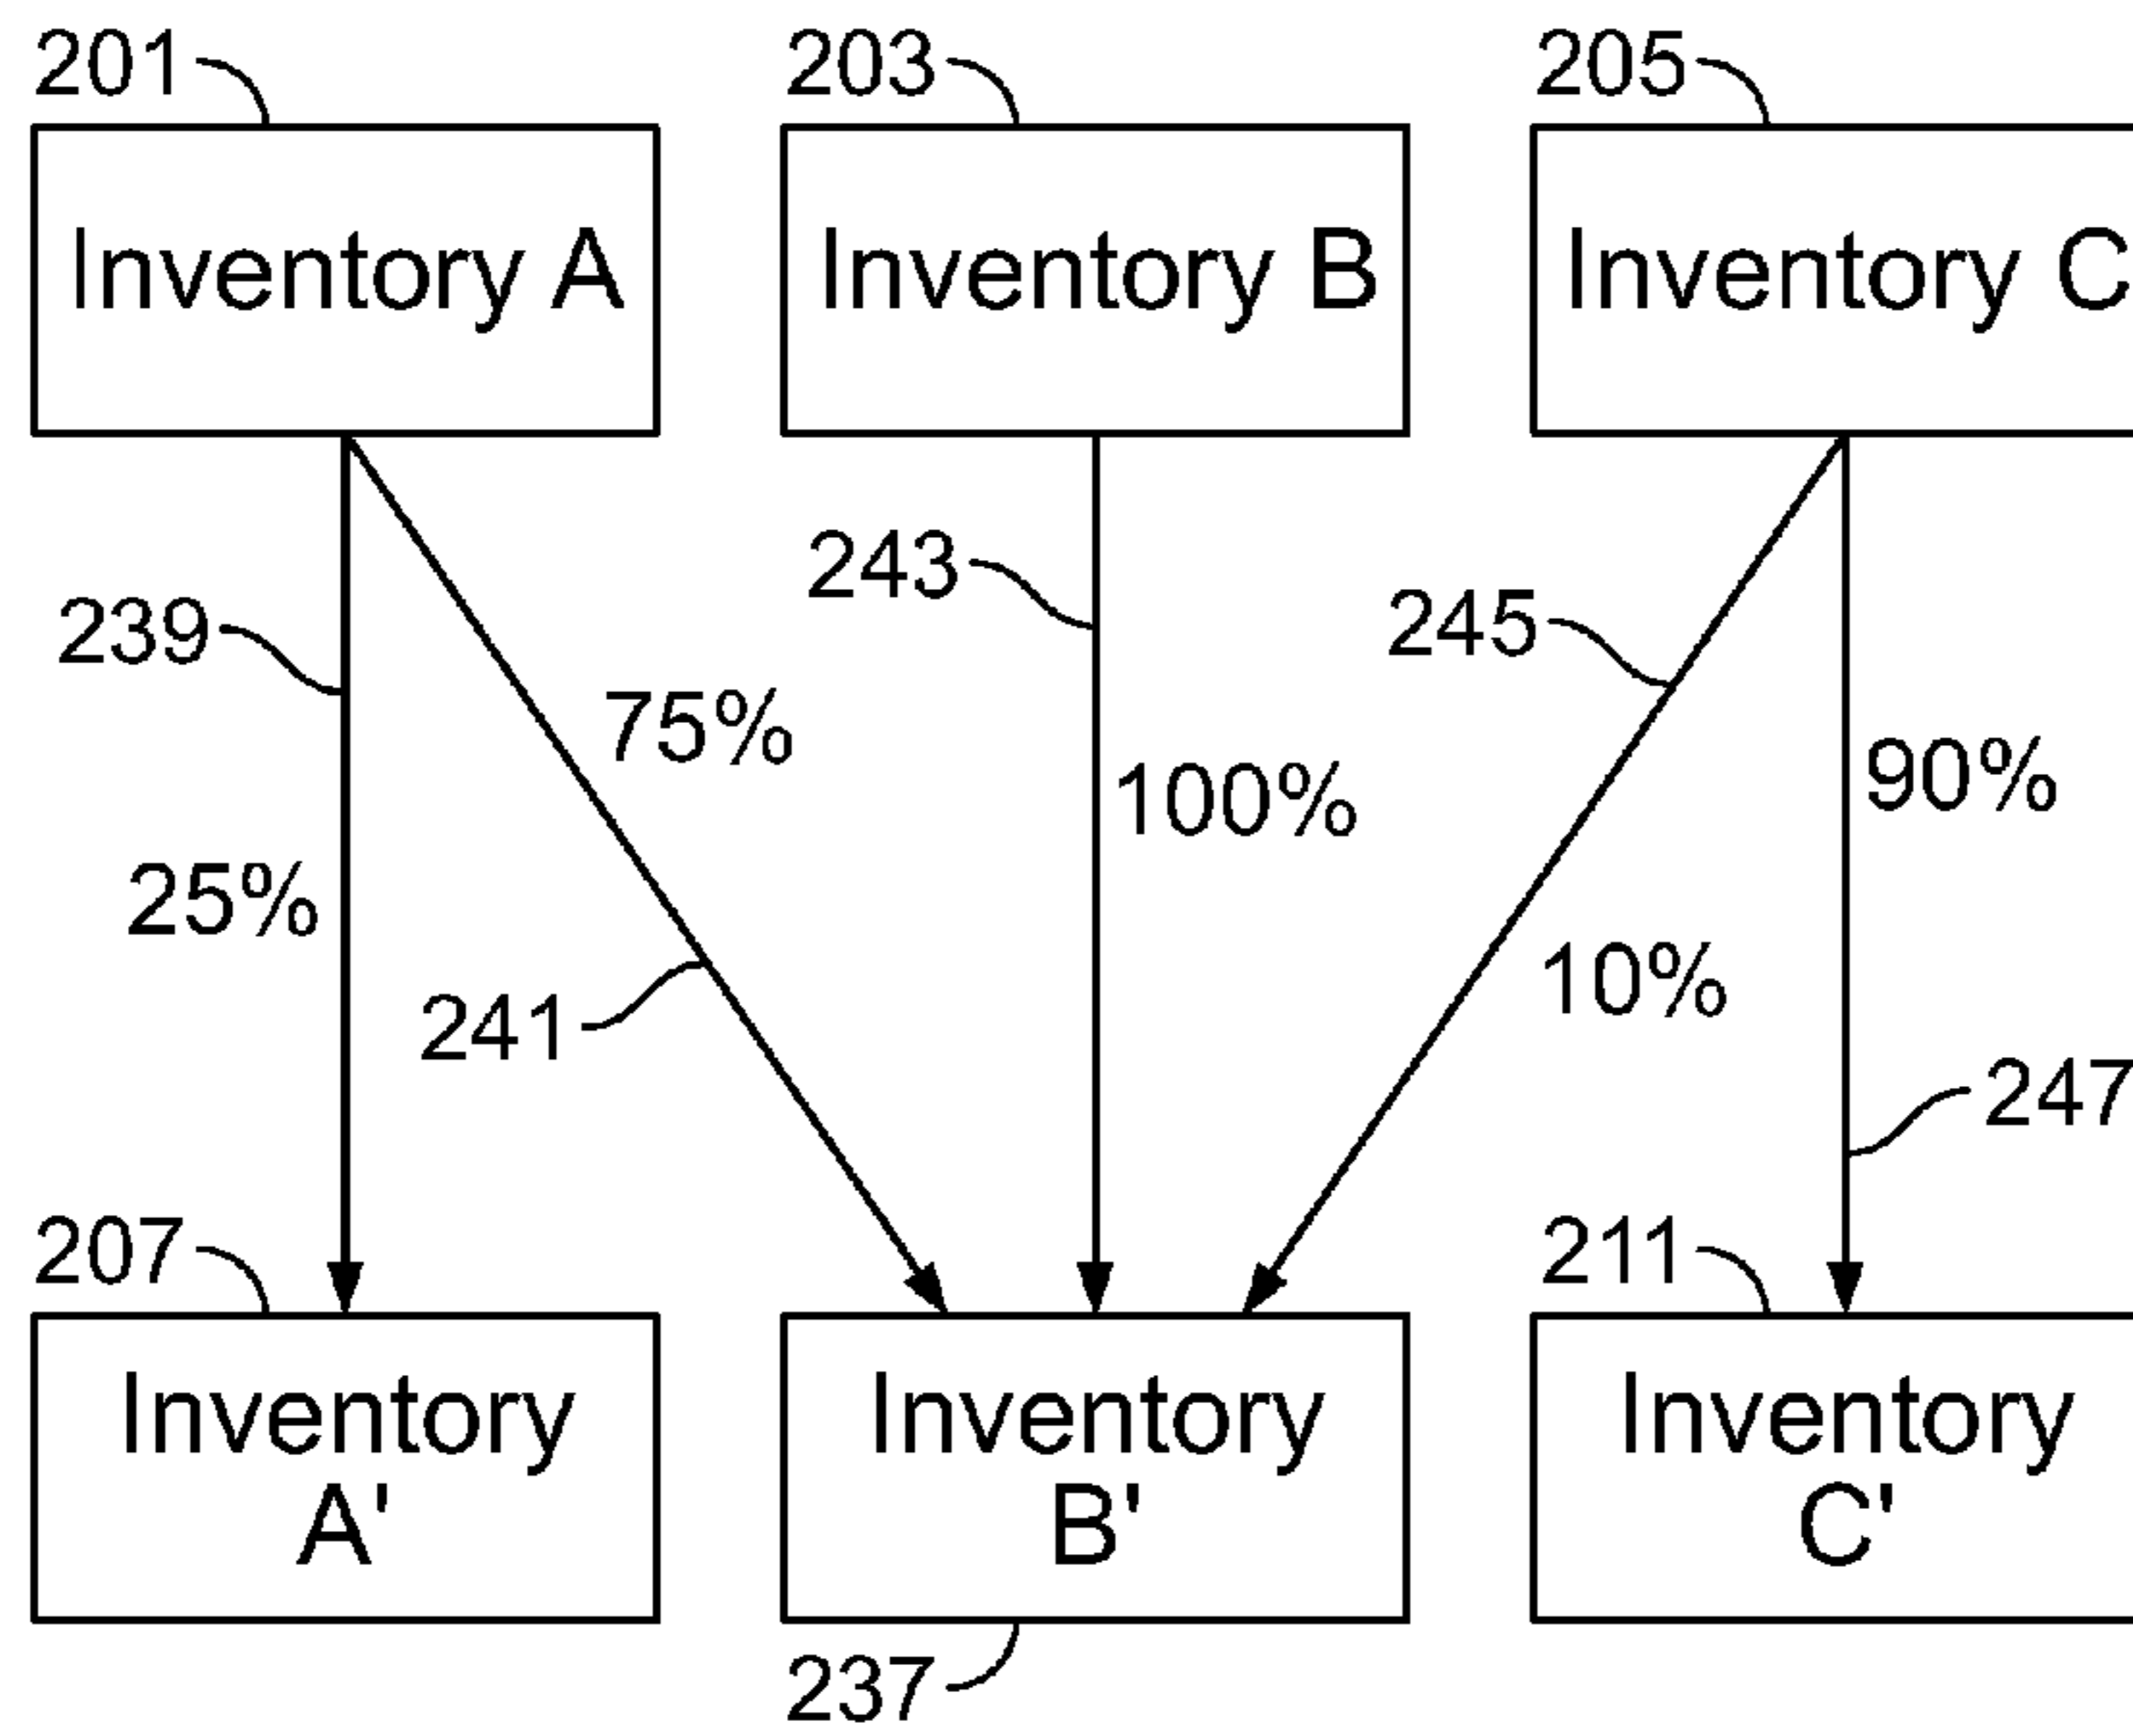 201
203
205
Inventory A
Inventory B
Inventory C
243
245
239
75%
100%
90%
25%
10%
241
247
207
211
Inventory
A'
Inventory
B'
Inventory
C'
237